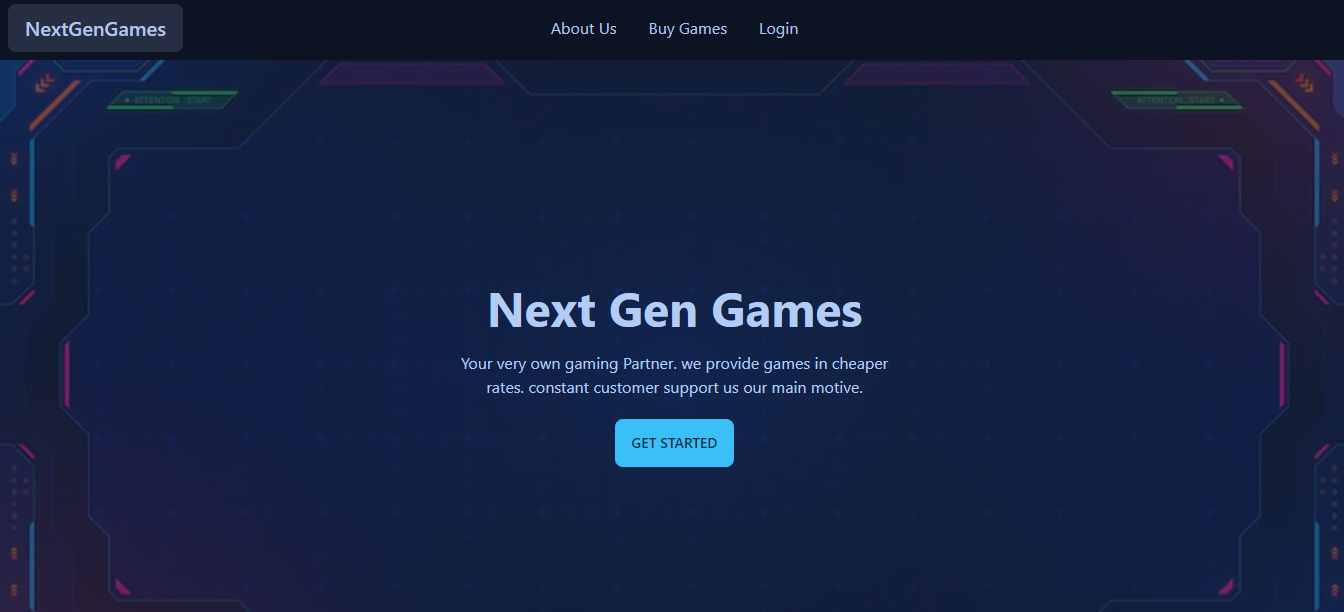 NextGenGames
About Us
Buy Games
Login
ATTENTION...START
ATTENTION...START
Next Gen Games
Your very own gaming Partner. we provide games in cheaper
rates. constant customer support us our main motive.
GET STARTED